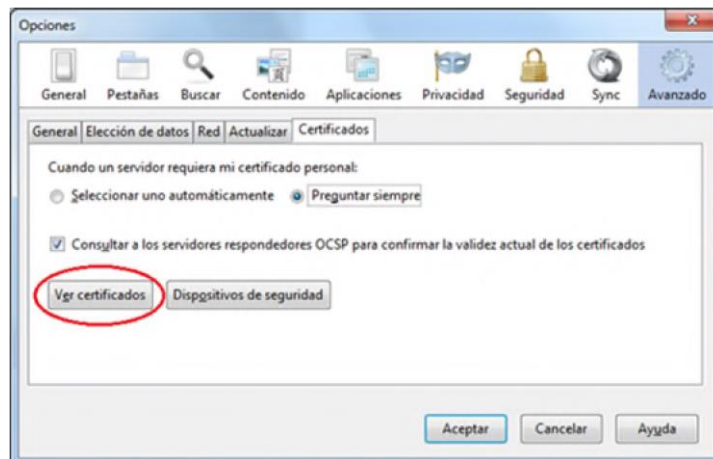 Opciones
General Pestañas Buscar Contenido Aplicaciones Privacidad Seguridad Sync Avanzado
General Elección de datos Red Actualizar Certificados
Cuando un servidor requiera mi certificado personal:
Seleccionar uno automáticamente Preguntar siempre
Consultar a los servidores respondedores OCSP para confirmar la validez actual de los certificados
Ver certificados Dispositivos de seguridad
Aceptar Cancelar Ayuda